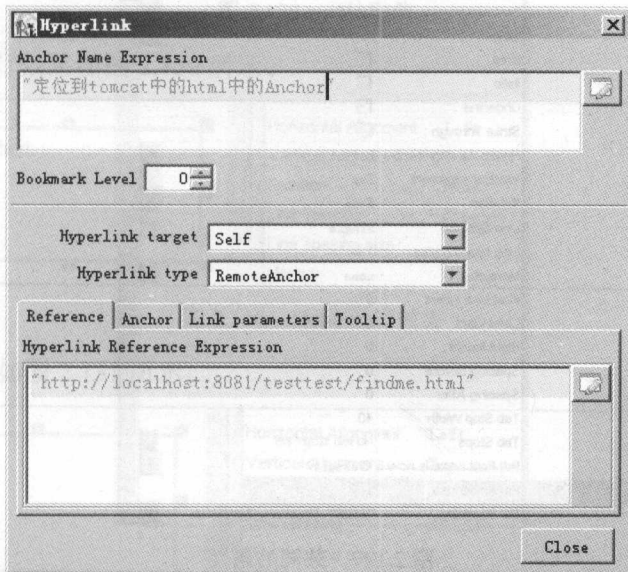 Hyperlink
Anchor Name Expression
"定位到tomcat中的html中的Anchor"
Bookmark Level 0
Hyperlink target Self
Hyperlink type RemoteAnchor
Reference Anchor Link parameters Tooltip
Hyperlink Reference Expression
"http://localhost:8081/testtest/findme.html"
Close